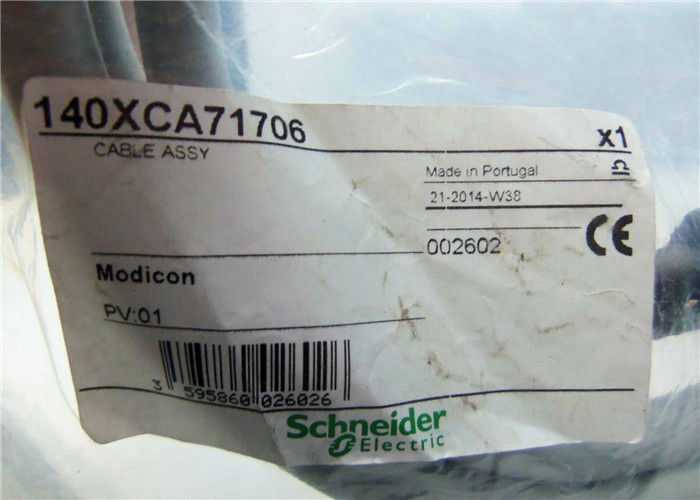 140XCA71706
x1
CABLE ASSY
Made in Portugal
21-2014-W38
002602
CE
Modicon
PV:01
3 595860 026026
Schneider
Electric